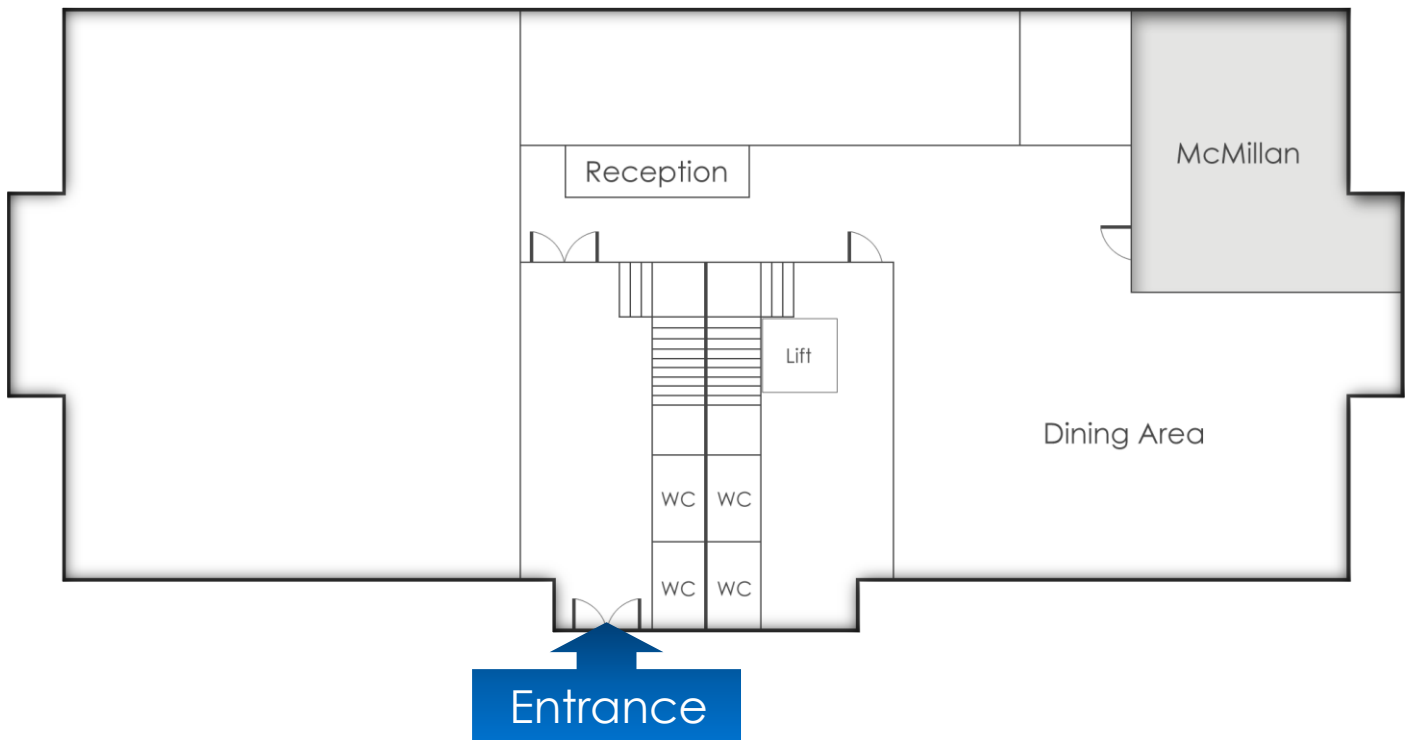 McMillan
Reception
Lift
Dining Area
WC WC
WC WC
Entrance